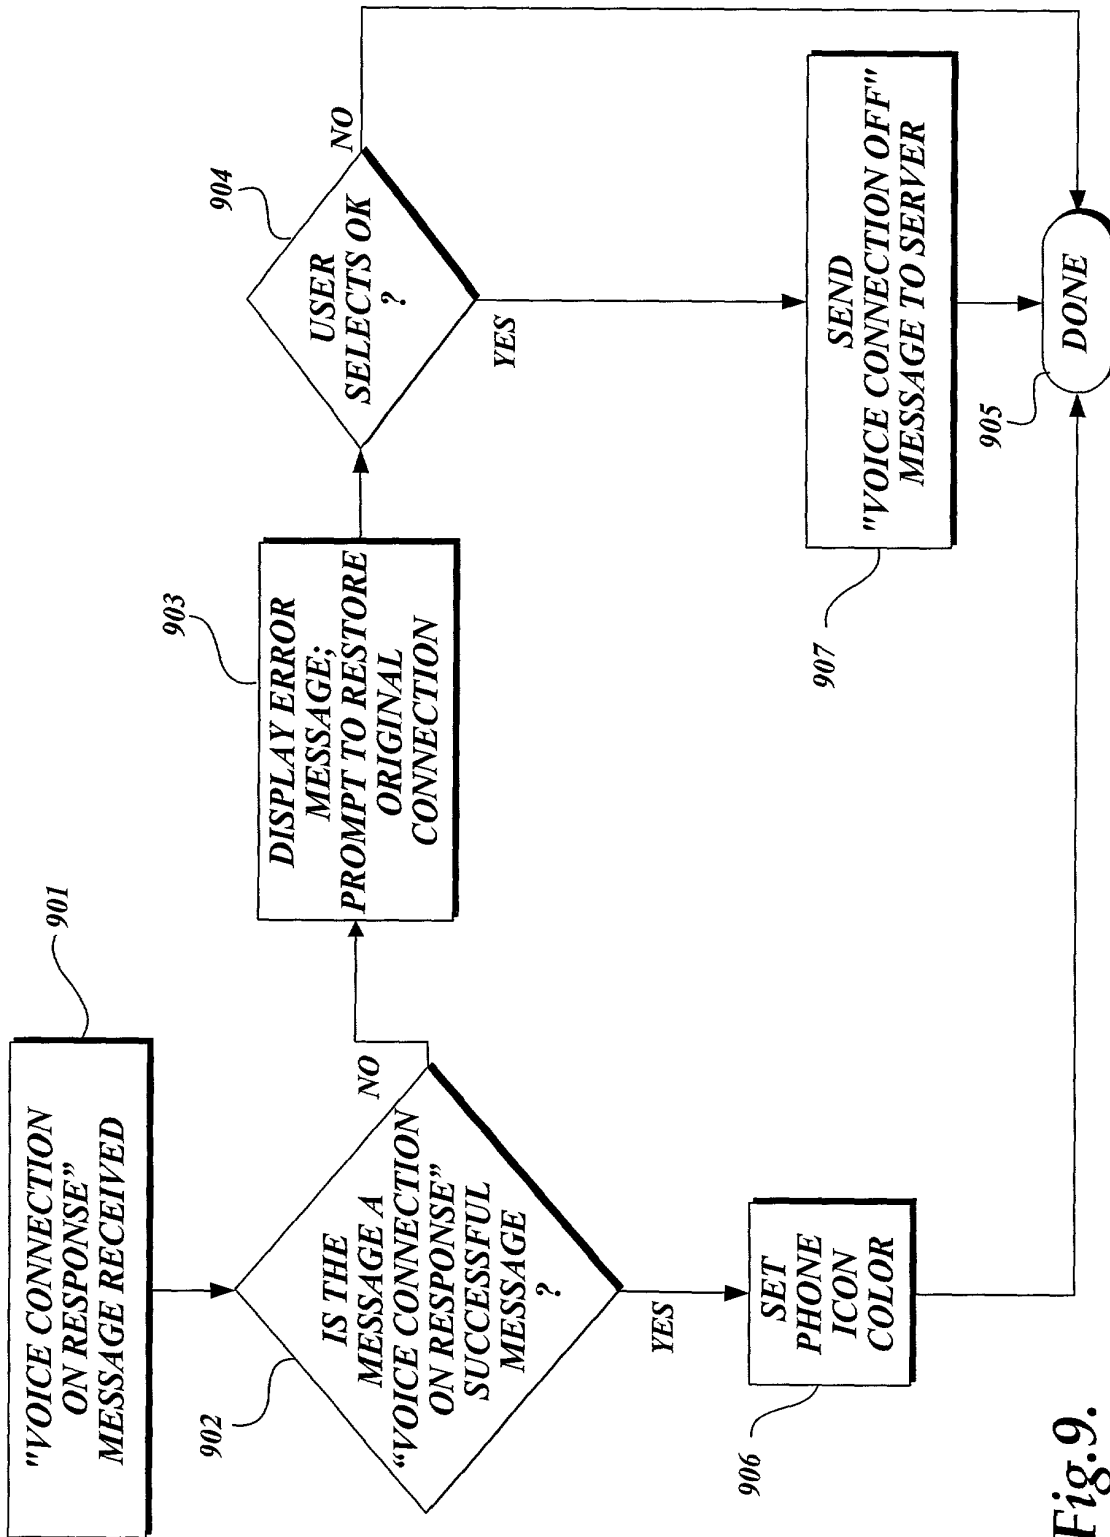 "VOICE CONNECTION
ON RESPONSE”
MESSAGE RECEIVED
901
IS THE
MESSAGE A
“VOICE CONNECTION
ON RESPONSE”
SUCCESSFUL
MESSAGE
?
902
NO
YES
DISPLAY ERROR
MESSAGE;
PROMPT TO RESTORE
ORIGINAL
CONNECTION
903
USER
SELECTS OK
?
904
NO
YES
SET
PHONE
ICON
COLOR
906
SEND
"VOICE CONNECTION OFF"
MESSAGE TO SERVER
907
DONE
905
Fig.9.